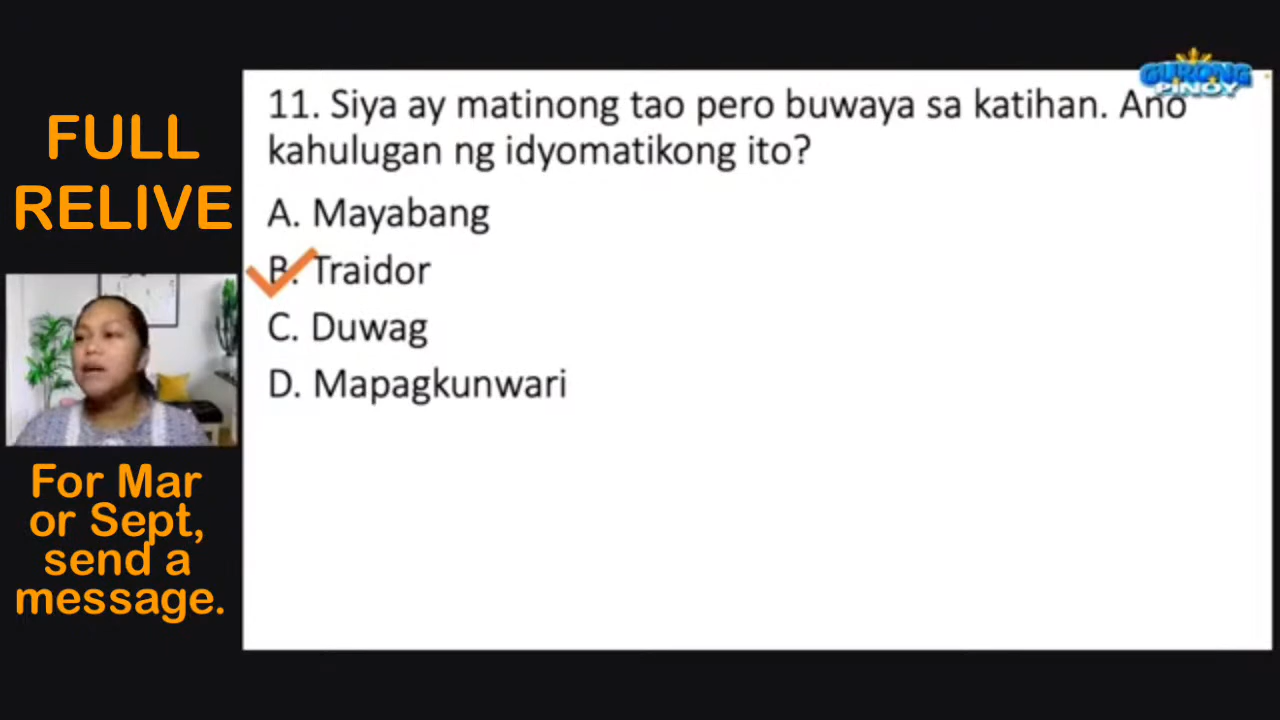 FULL
RELIVE
For Mar
or Sept,
send a
message.
GURONG
PINOY
11. Siya ay matinong tao pero buwaya sa katihan. Ano
kahulugan ng idyomatikong ito?
A. Mayabang
B. Traidor
C. Duwag
D. Mapagkunwari